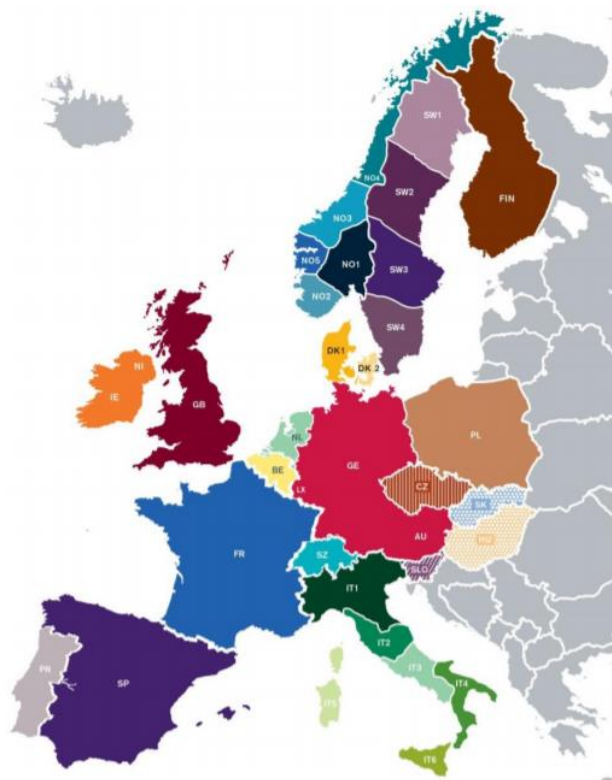 SW1
NO4
SW2
FIN
NO3
NO5
NO1
SW3
NO2
SW4
DK1
DK 2
NI
IE
GB
NL
PL
BE
GE
LX
CZ
SK
AU
HU
FR
SZ
SLO
IT1
IT2
IT3
PR
SP
IT4
IT5
IT6